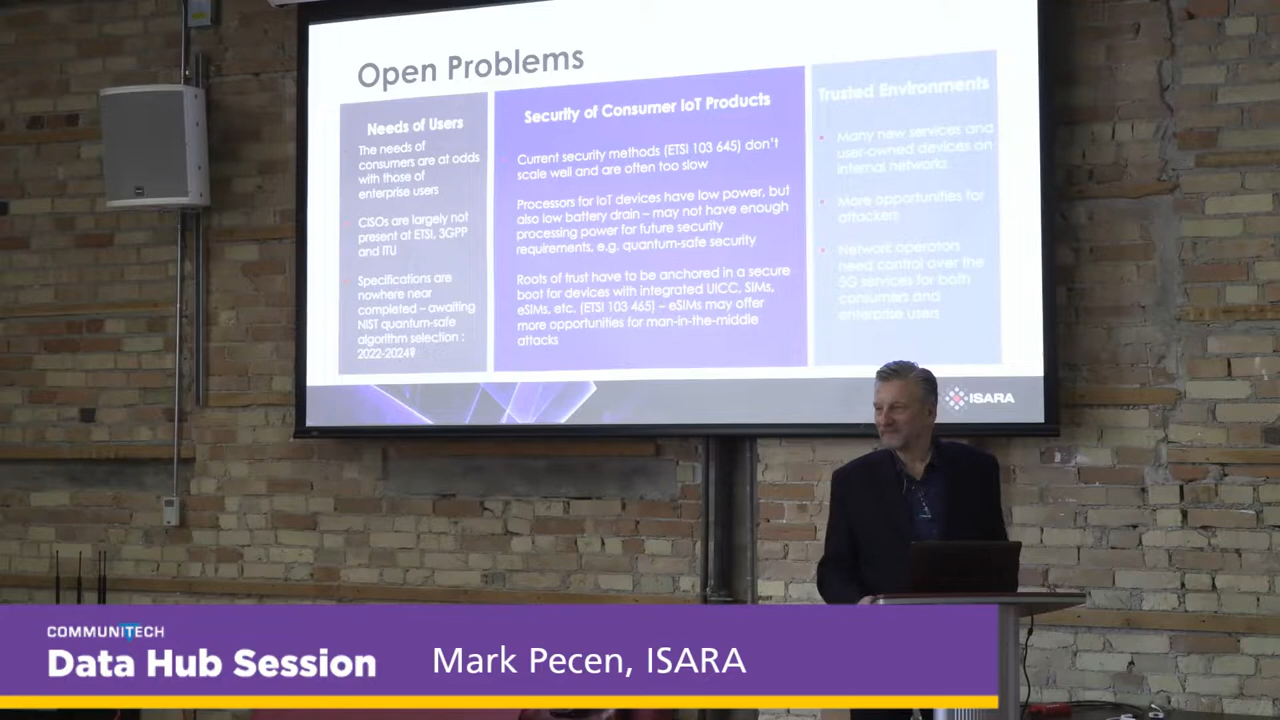 Open Problems
Needs of Users
The needs of
consumers are at odds
with those of
enterprise users
CISOs are largely not
present at ETSI, 3GPP
and ITU
Specifications are
nowhere near
completed – awaiting
NIST quantum-safe
algorithm selection :
2022-2024?
Security of Consumer IoT Products
Current security methods (ETSI 103 645) don't
scale well and are often too slow
Processors for IoT devices have low power, but
also low battery drain – may not have enough
processing power for future security
requirements, e.g. quantum-safe security
Roots of trust have to be anchored in a secure
boot for devices with integrated UICC, SIMs,
eSIMs, etc. (ETSI 103 465) – eSIMs may offer
more opportunities for man-in-the-middle
attacks
Trusted Environments
Many new services and
user-owned devices on
internal networks
More opportunities for
attackers
Network operators
need control over the
5G services for both
consumers and
enterprise users
ISARA
COMMUNITECH
Data Hub Session
Mark Pecen, ISARA